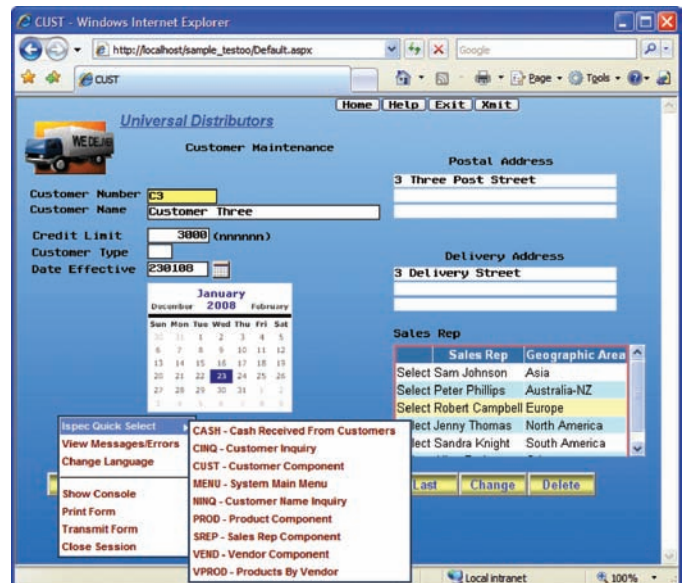 CUST - Windows Internet Explorer
http://localhost/sample_testoo/Default.aspx
Google
CUST
Page
Tools
Home Help Exit Xmit
Universal Distributors
WE DELIVER
Customer Maintenance
Postal Address
3 Three Post Street
Customer Number C3
Customer Name Customer Three
Credit Limit 3000 (nnnnnn)
Customer Type
Date Effective 230108
Delivery Address
3 Delivery Street
January
December 2008 February
Sun Mon Tue Wed Thu Fri Sat
30 31 1 2 3 4 5
6 7 8 9 10 11 12
13 14 15 16 17 18 19
20 21 22 23 24 25 26
27 28 29 30 31 1 2
Sales Rep
Sales Rep Geographic Area
Select Sam Johnson Asia
Select Peter Phillips Australia-NZ
Select Robert Campbell Europe
lect Jenny Thomas North America
lect Sandra Knight South America
Last Change Delete
Ispec Quick Select
View Messages/Errors
Change Language
Show Console
Print Form
Transmit Form
Close Session
CASH - Cash Received From Customers
CINQ - Customer Inquiry
CUST - Customer Component
MENU - System Main Menu
NINQ - Customer Name Inquiry
PROD - Product Component
SREP - Sales Rep Component
VEND - Vendor Component
VPROD - Products By Vendor
Local intranet
100%